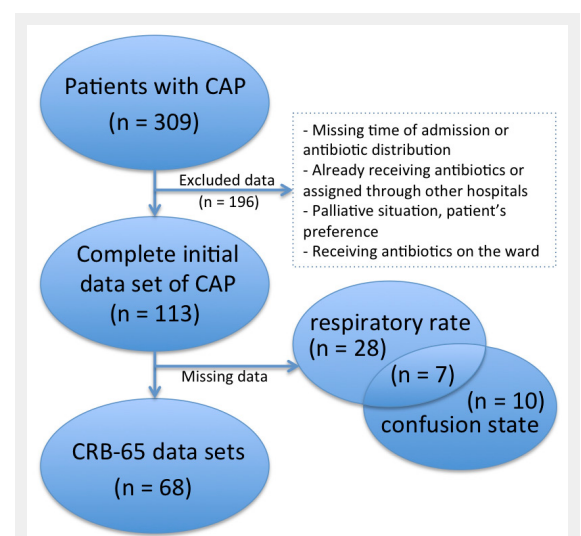 Patients with CAP
(n = 309)
- Missing time of admission or
antibiotic distribution
- Already receiving antibiotics or
assigned through other hospitals
- Palliative situation, patient's
preference
- Receiving antibiotics on the ward
Excluded data
(n = 196)
Complete initial
data set of CAP
(n = 113)
respiratory rate
(n = 28)
(n = 7)
(n = 10)
confusion state
Missing data
CRB-65 data sets
(n = 68)